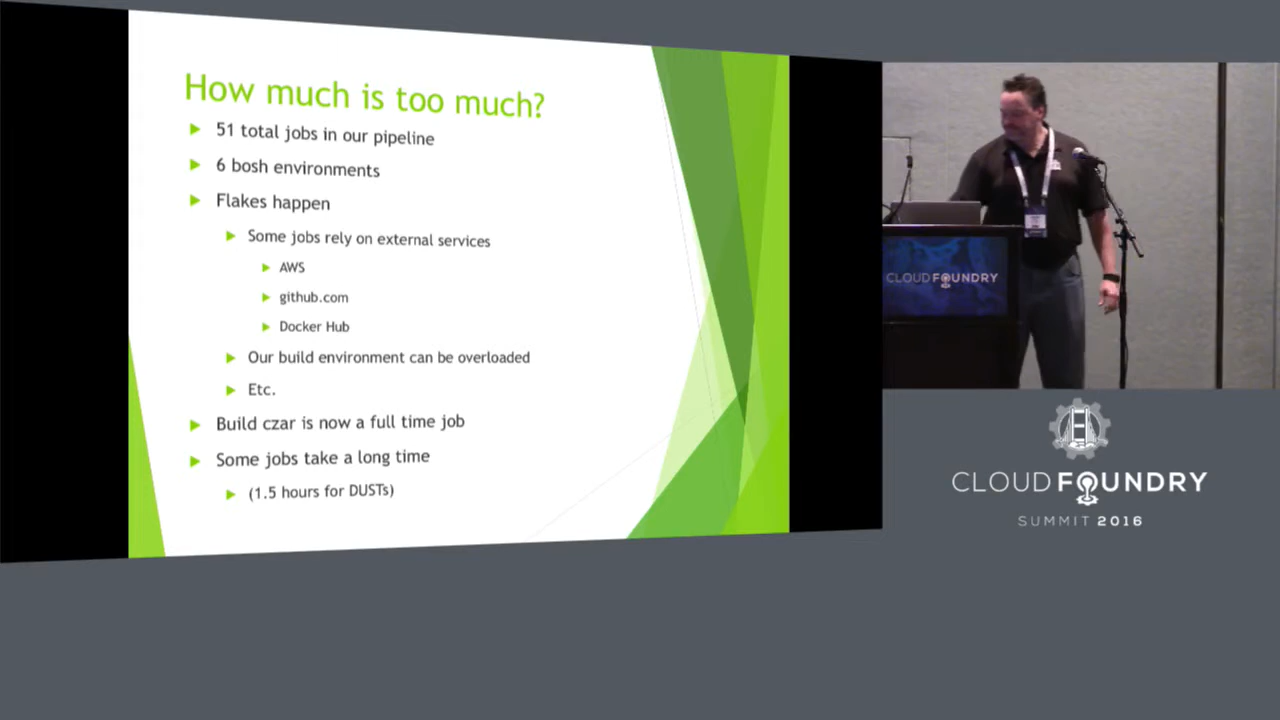 How much is too much?
51 total jobs in our pipeline
6 bosh environments
Flakes happen
Some jobs rely on external services
AWS
github.com
Docker Hub
Our build environment can be overloaded
Etc.
Build czar is now a full time job
Some jobs take a long time
(1.5 hours for DUSTs)
CLOUD FOUNDRY
CLOUD FOUNDRY
SUMMIT 2016